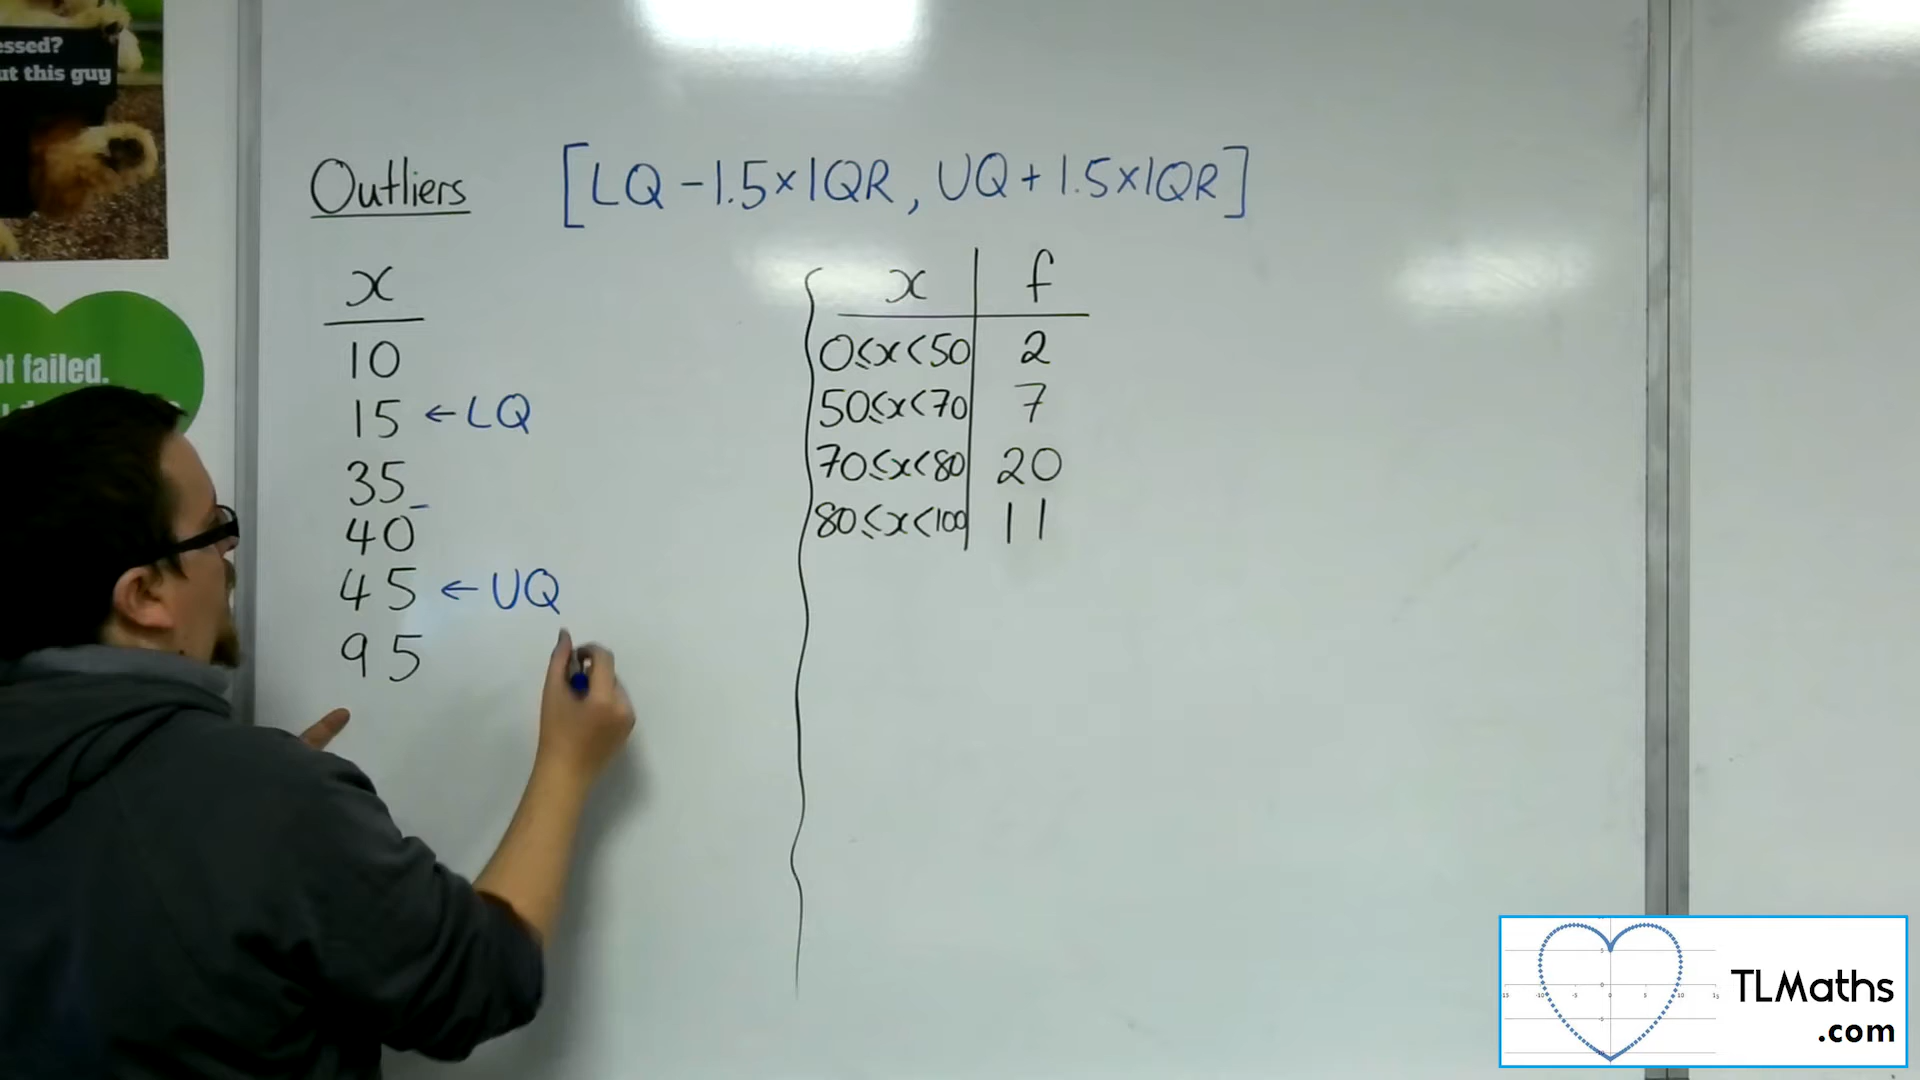 essed?
ut this guy
t failed.
Outliers [LQ - 1.5×IQR, UQ + 1.5×IQR]
x
10
15 ← LQ
35
40
45 ← UQ
95
x f
0≤x<50 2
50≤x<70 7
70≤x<80 20
80≤x<100 11
TLMaths
.com